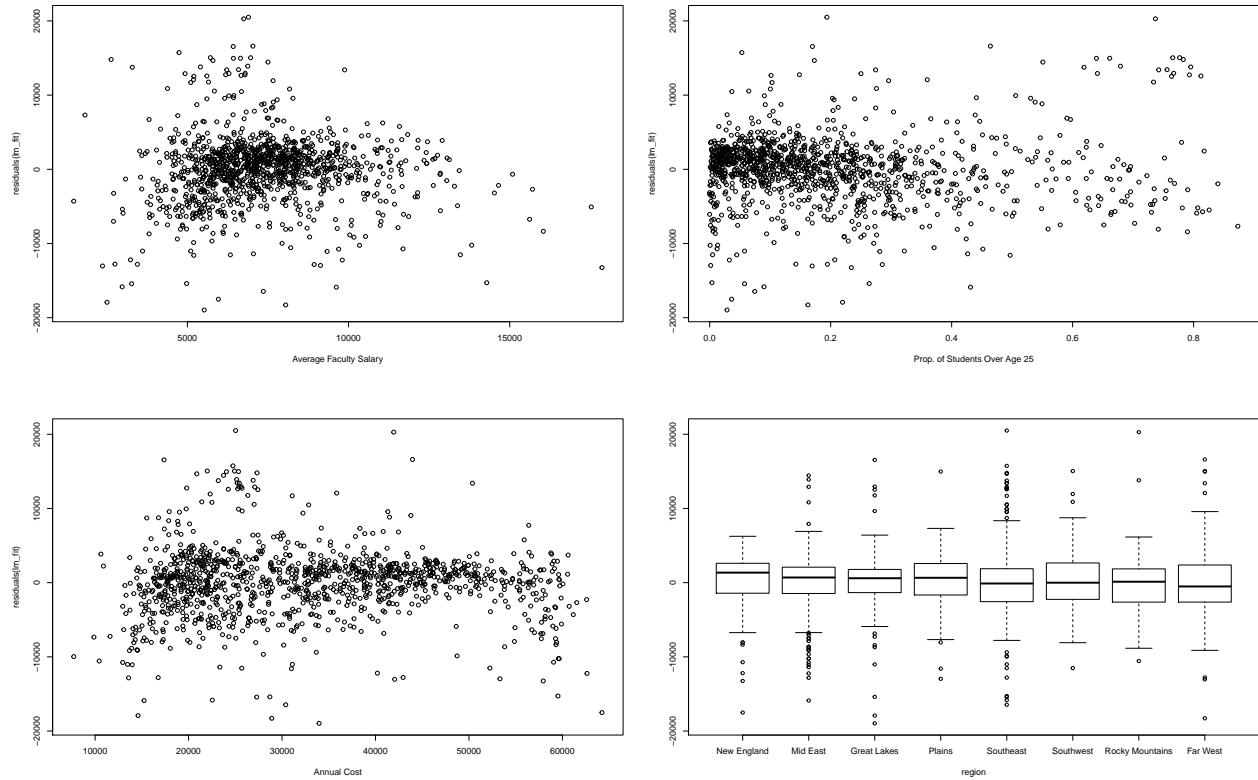 residuals(lm_fit)
−20000 −10000 0 10000 20000
5000 10000 15000
Average Faculty Salary
residuals(lm_fit)
−20000 −10000 0 10000 20000
0.0 0.2 0.4 0.6 0.8
Prop. of Students Over Age 25
residuals(lm_fit)
−20000 −10000 0 10000 20000
10000 20000 30000 40000 50000 60000
Annual Cost
−20000 −10000 0 10000 20000
New England Mid East Great Lakes Plains Southeast Southwest Rocky Mountains Far West
region